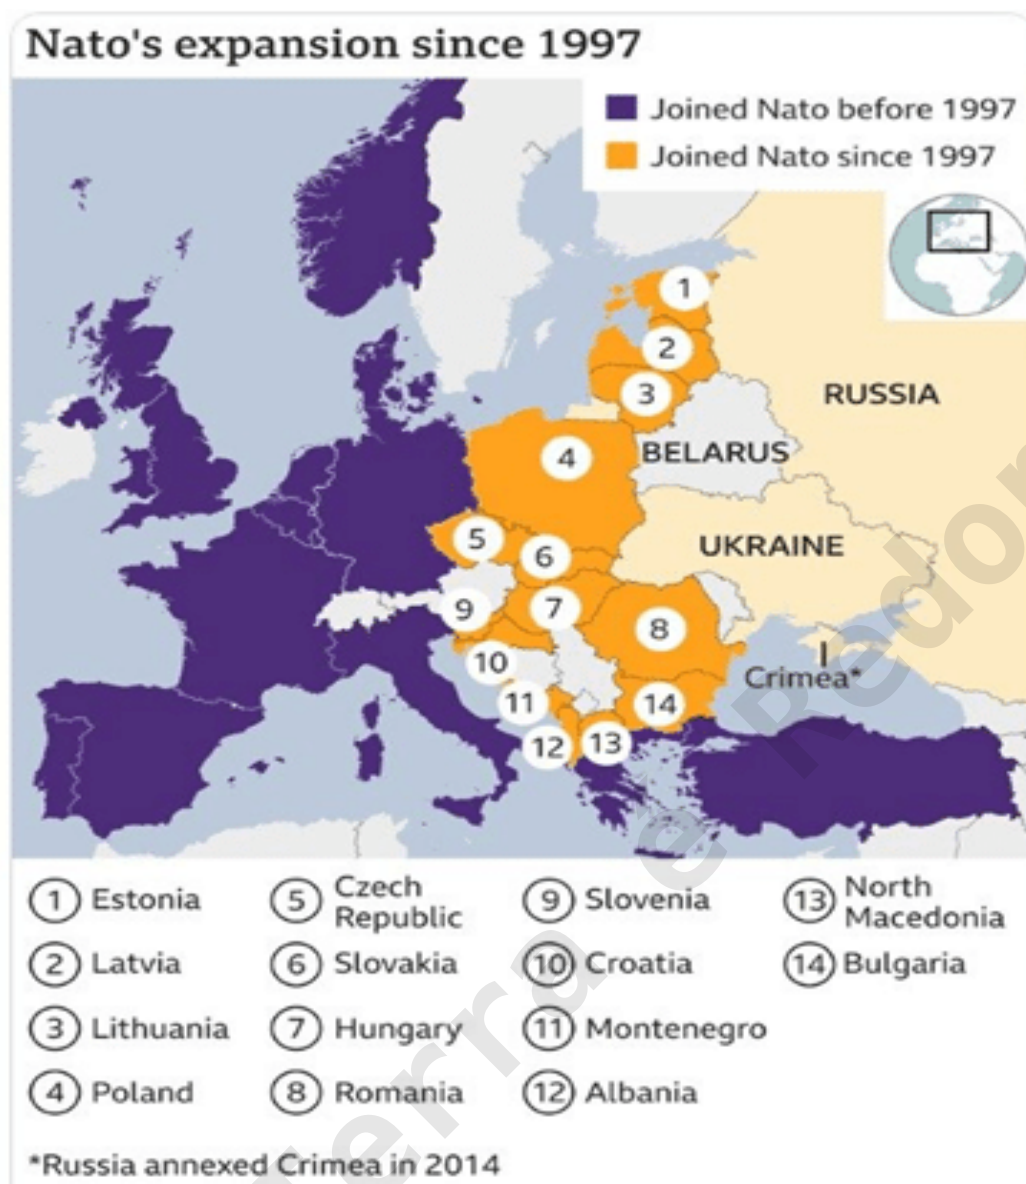 Nato's expansion since 1997
Joined Nato before 1997
Joined Nato since 1997
1
2
3
RUSSIA
4
BELARUS
5
6
UKRAINE
7
9
8
10
Crimea*
11
14
12
13
1 Estonia
2 Latvia
3 Lithuania
4 Poland
5 Czech
Republic
6 Slovakia
7 Hungary
8 Romania
9 Slovenia
10 Croatia
11 Montenegro
12 Albania
13 North
Macedonia
14 Bulgaria
*Russia annexed Crimea in 2014
Terra e Redon